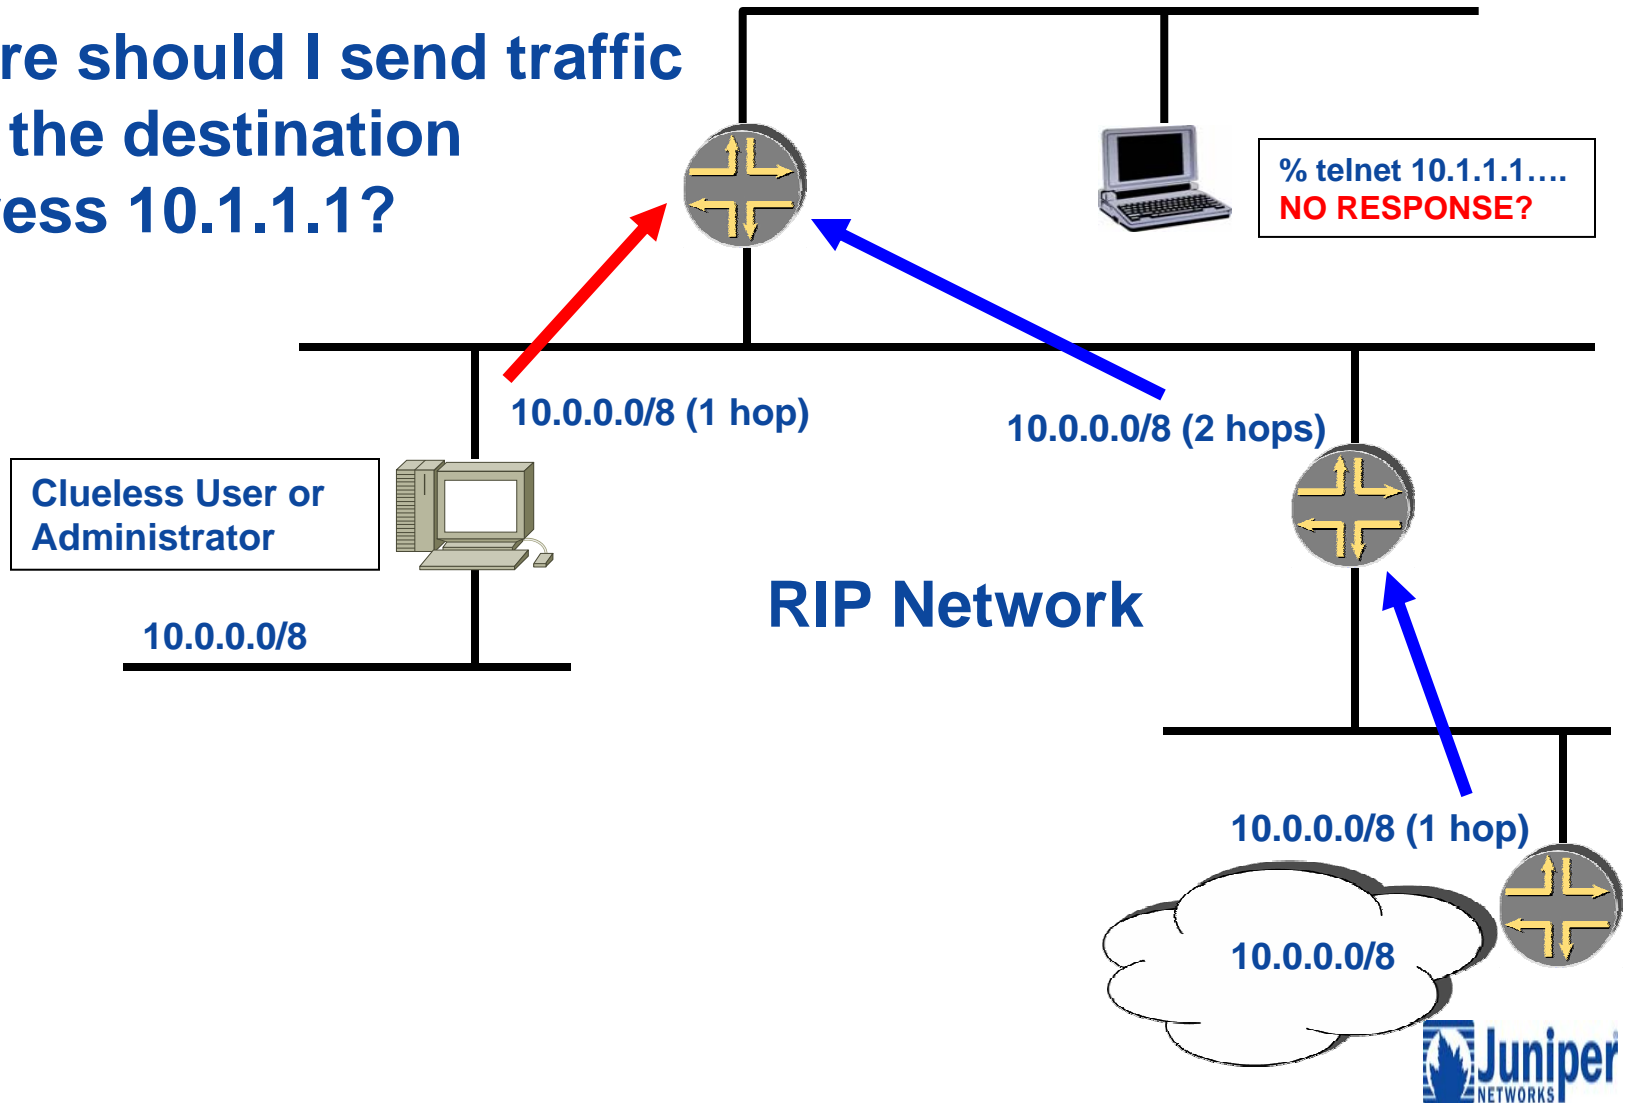 re should I send traffic
the destination
ess 10.1.1.1?
% telnet 10.1.1.1....
NO RESPONSE?
10.0.0.0/8 (1 hop)
10.0.0.0/8 (2 hops)
Clueless User or
Administrator
RIP Network
10.0.0.0/8
10.0.0.0/8 (1 hop)
10.0.0.0/8
Juniper
NETWORKS